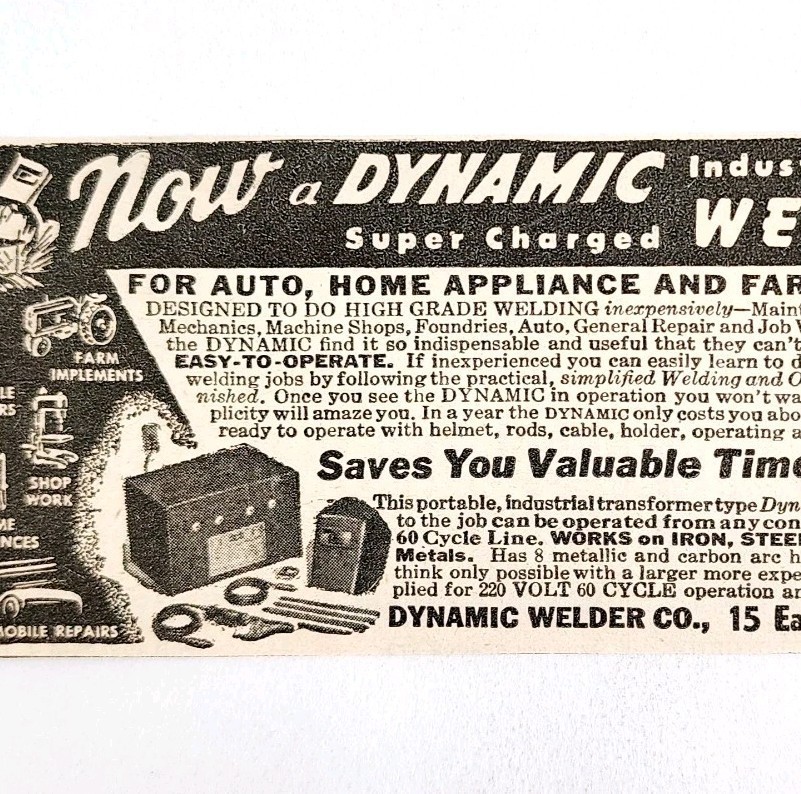 Now a DYNAMIC Indus
Super Charged WE
FOR AUTO, HOME APPLIANCE AND FAR
DESIGNED TO DO HIGH GRADE WELDING inexpensively—Maint
Mechanics, Machine Shops, Foundries, Auto, General Repair and Job W
the DYNAMIC find it so indispensable and useful that they can't
EASY-TO-OPERATE. If inexperienced you can easily learn to d
welding jobs by following the practical, simplified Welding and O
nished. Once you see the DYNAMIC in operation you won't wa
plicity will amaze you. In a year the DYNAMIC only costs you abo
ready to operate with helmet, rods, cable, holder, operating a
FARM
IMPLEMENTS
LE
RS
SHOP
WORK
ME
NCES
MOBILE REPAIRS
Saves You Valuable Time
This portable, industrial transformer type Dyn
to the job can be operated from any con
60 Cycle Line. WORKS on IRON, STEEL
Metals. Has 8 metallic and carbon arc h
think only possible with a larger more expe
plied for 220 VOLT 60 CYCLE operation an
DYNAMIC WELDER CO., 15 Ea